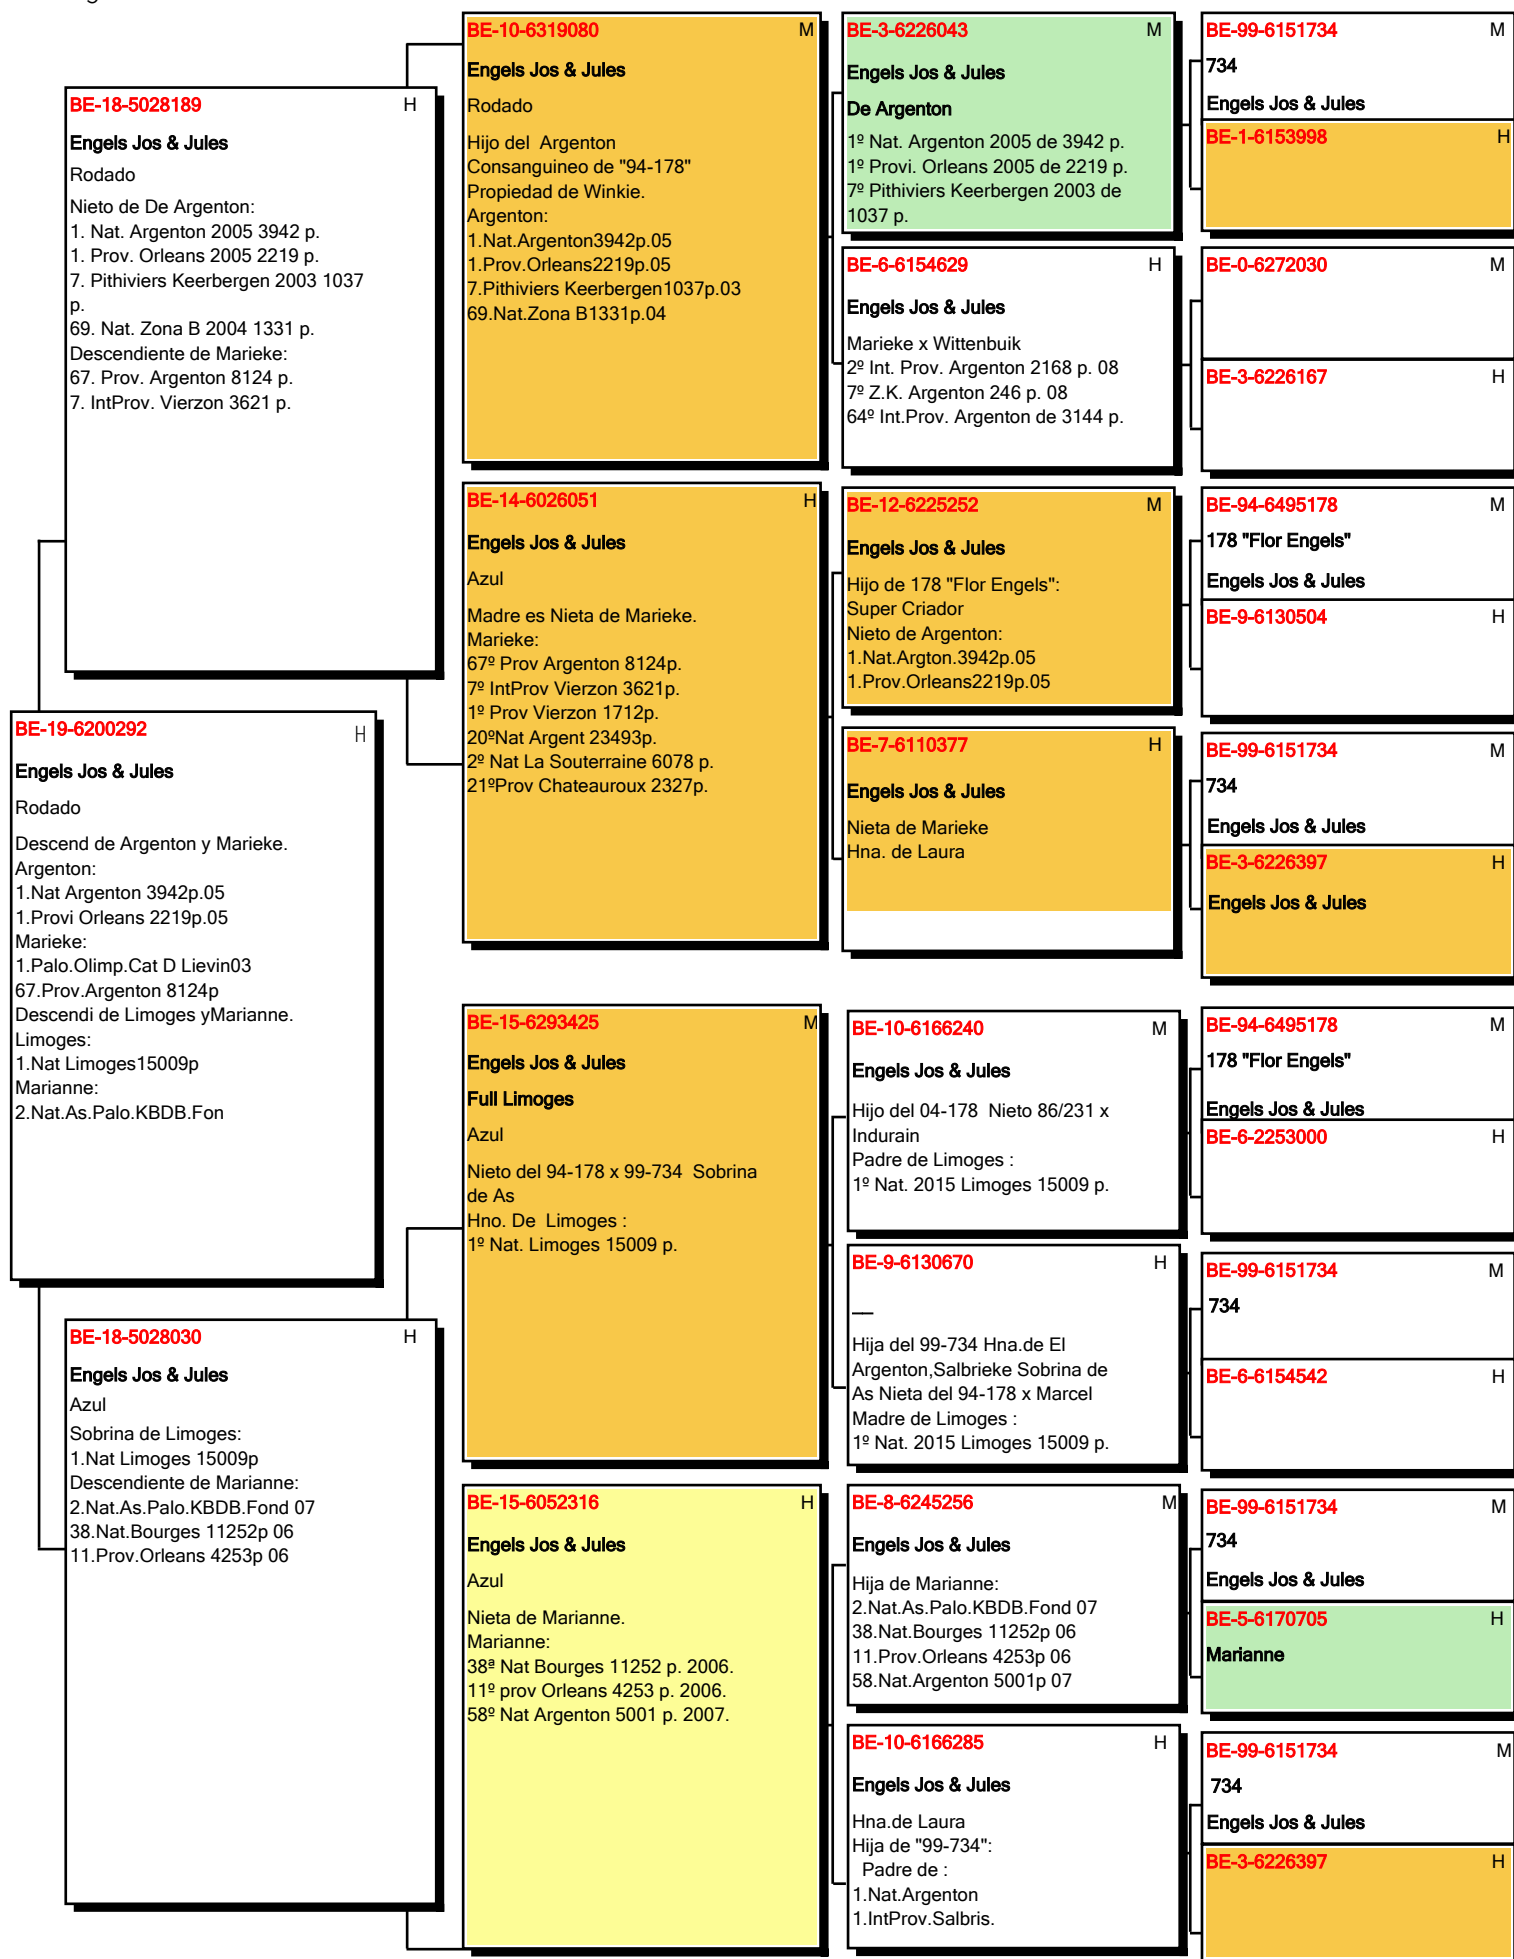 BE-18-5028189 H
Engels Jos & Jules
Rodado
Nieto de De Argenton:
1. Nat. Argenton 2005 3942 p.
1. Prov. Orleans 2005 2219 p.
7. Pithiviers Keerbergen 2003 1037
p.
69. Nat. Zona B 2004 1331 p.
Descendiente de Marieke:
67. Prov. Argenton 8124 p.
7. IntProv. Vierzon 3621 p.
BE-19-6200292 H
Engels Jos & Jules
Rodado
Descend de Argenton y Marieke.
Argenton:
1.Nat Argenton 3942p.05
1.Provi Orleans 2219p.05
Marieke:
1.Palo.Olimp.Cat D Lievin03
67.Prov.Argenton 8124p
Descendi de Limoges yMarianne.
Limoges:
1.Nat Limoges15009p
Marianne:
2.Nat.As.Palo.KBDB.Fon
BE-18-5028030 H
Engels Jos & Jules
Azul
Sobrina de Limoges:
1.Nat Limoges 15009p
Descendiente de Marianne:
2.Nat.As.Palo.KBDB.Fond 07
38.Nat.Bourges 11252p 06
11.Prov.Orleans 4253p 06
BE-10-6319080 M
Engels Jos & Jules
Rodado
Hijo del  Argenton
Consanguineo de "94-178"
Propiedad de Winkie.
Argenton:
1.Nat.Argenton3942p.05
1.Prov.Orleans2219p.05
7.Pithiviers Keerbergen1037p.03
69.Nat.Zona B1331p.04
BE-14-6026051 H
Engels Jos & Jules
Azul
Madre es Nieta de Marieke.
Marieke:
67º Prov Argenton 8124p.
7º IntProv Vierzon 3621p.
1º Prov Vierzon 1712p.
20ºNat Argent 23493p.
2º Nat La Souterraine 6078 p.
21ºProv Chateauroux 2327p.
BE-15-6293425 M
Engels Jos & Jules
Full Limoges
Azul
Nieto del 94-178 x 99-734  Sobrina
de As
Hno. De  Limoges :
1º Nat. Limoges 15009 p.
BE-15-6052316 H
Engels Jos & Jules
Azul
Nieta de Marianne.
Marianne:
38ª Nat Bourges 11252 p. 2006.
11º prov Orleans 4253 p. 2006.
58º Nat Argenton 5001 p. 2007.
BE-3-6226043 M
Engels Jos & Jules
De Argenton
1º Nat. Argenton 2005 de 3942 p.
1º Provi. Orleans 2005 de 2219 p.
7º Pithiviers Keerbergen 2003 de
1037 p.
BE-6-6154629 H
Engels Jos & Jules
Marieke x Wittenbuik
2º Int. Prov. Argenton 2168 p. 08
7º Z.K. Argenton 246 p. 08
64º Int.Prov. Argenton de 3144 p.
BE-12-6225252 M
Engels Jos & Jules
Hijo de 178 "Flor Engels":
Super Criador
Nieto de Argenton:
1.Nat.Argton.3942p.05
1.Prov.Orleans2219p.05
BE-7-6110377 H
Engels Jos & Jules
Nieta de Marieke
Hna. de Laura
BE-10-6166240 M
Engels Jos & Jules
Hijo del 04-178  Nieto 86/231 x
Indurain
Padre de Limoges :
1º Nat. 2015 Limoges 15009 p.
BE-9-6130670 H
__
Hija del 99-734 Hna.de El
Argenton,Salbrieke Sobrina de
As Nieta del 94-178 x Marcel
Madre de Limoges :
1º Nat. 2015 Limoges 15009 p.
BE-8-6245256 M
Engels Jos & Jules
Hija de Marianne:
2.Nat.As.Palo.KBDB.Fond 07
38.Nat.Bourges 11252p 06
11.Prov.Orleans 4253p 06
58.Nat.Argenton 5001p 07
BE-10-6166285 H
Engels Jos & Jules
Hna.de Laura
Hija de "99-734":
Padre de :
1.Nat.Argenton
1.IntProv.Salbris.
BE-99-6151734 M
734
Engels Jos & Jules
BE-1-6153998 H
BE-0-6272030 M
BE-3-6226167 H
BE-94-6495178 M
178 "Flor Engels"
Engels Jos & Jules
BE-9-6130504 H
BE-99-6151734 M
734
Engels Jos & Jules
BE-3-6226397 H
Engels Jos & Jules
BE-94-6495178 M
178 "Flor Engels"
Engels Jos & Jules
BE-6-2253000 H
BE-99-6151734 M
734
BE-6-6154542 H
BE-99-6151734 M
734
Engels Jos & Jules
BE-5-6170705 H
Marianne
BE-99-6151734 M
734
Engels Jos & Jules
BE-3-6226397 H